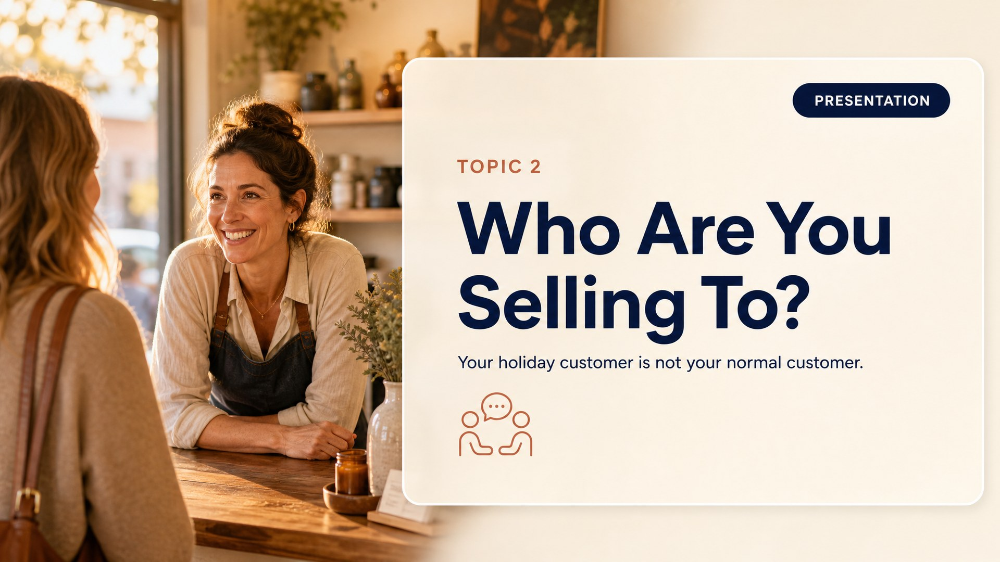 PRESENTATION
TOPIC 2
Who Are You
Selling To?
Your holiday customer is not your normal customer.